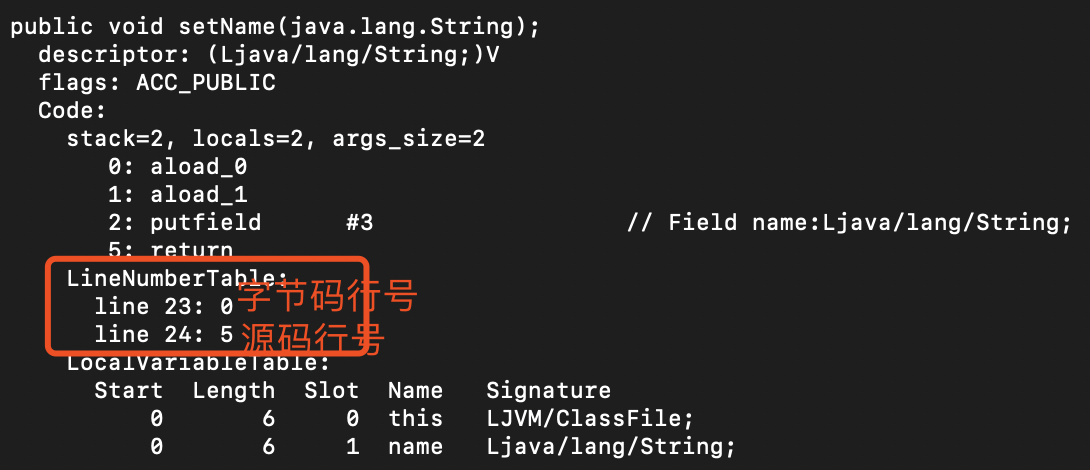 public void setName(java.lang.String);
descriptor: (Ljava/lang/String;)V
flags: ACC_PUBLIC
Code:
stack=2, locals=2, args_size=2
0: aload_0
1: aload_1
2: putfield #3 // Field name:Ljava/lang/String;
5: return
LineNumberTable:
line 23: 0 字节码行号
line 24: 5 源码行号
LocalVariableTable:
Start Length Slot Name Signature
0 6 0 this LJVM/ClassFile;
0 6 1 name Ljava/lang/String;